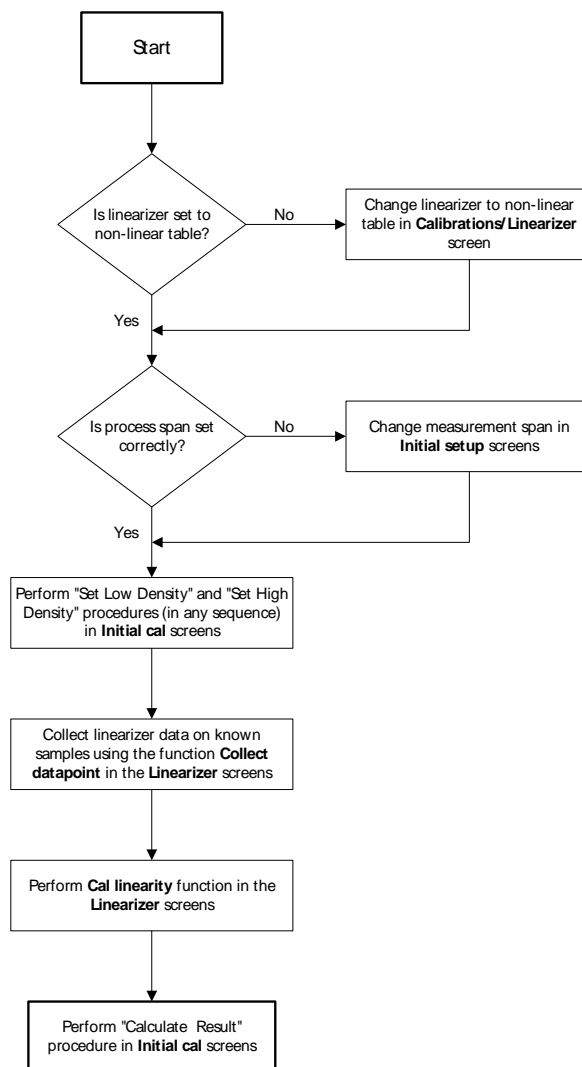 Start
Is linearizer set to
non-linear table?
No
Change linearizer to non-linear
table in Calibrations/Linearizer
screen
Yes
Is process span set
correctly?
No
Change measurement span in
Initial setup screens
Yes
Perform "Set Low Density" and "Set High
Density" procedures (in any sequence)
in Initial cal screens
Collect linearizer data on known
samples using the function Collect
datapoint in the Linearizer screens
Perform Cal linearity function in the
Linearizer screens
Perform "Calculate Result"
procedure in Initial cal screens